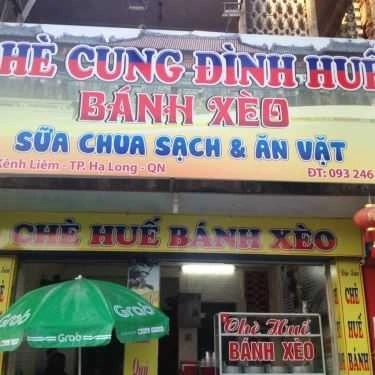 HÈ CUNG ĐÌNH HUẾ
BÁNH XÈO
SỮA CHUA SẠCH & ĂN VẶT
Kênh Liêm - TP. Hạ Long - QN
ĐT: 093 246
CHÈ HUẾ BÁNH XÈO
Grab
Grab
Grab
Chè Huế
BÁNH XÈO
CHÈ
HUẾ
BÁNH